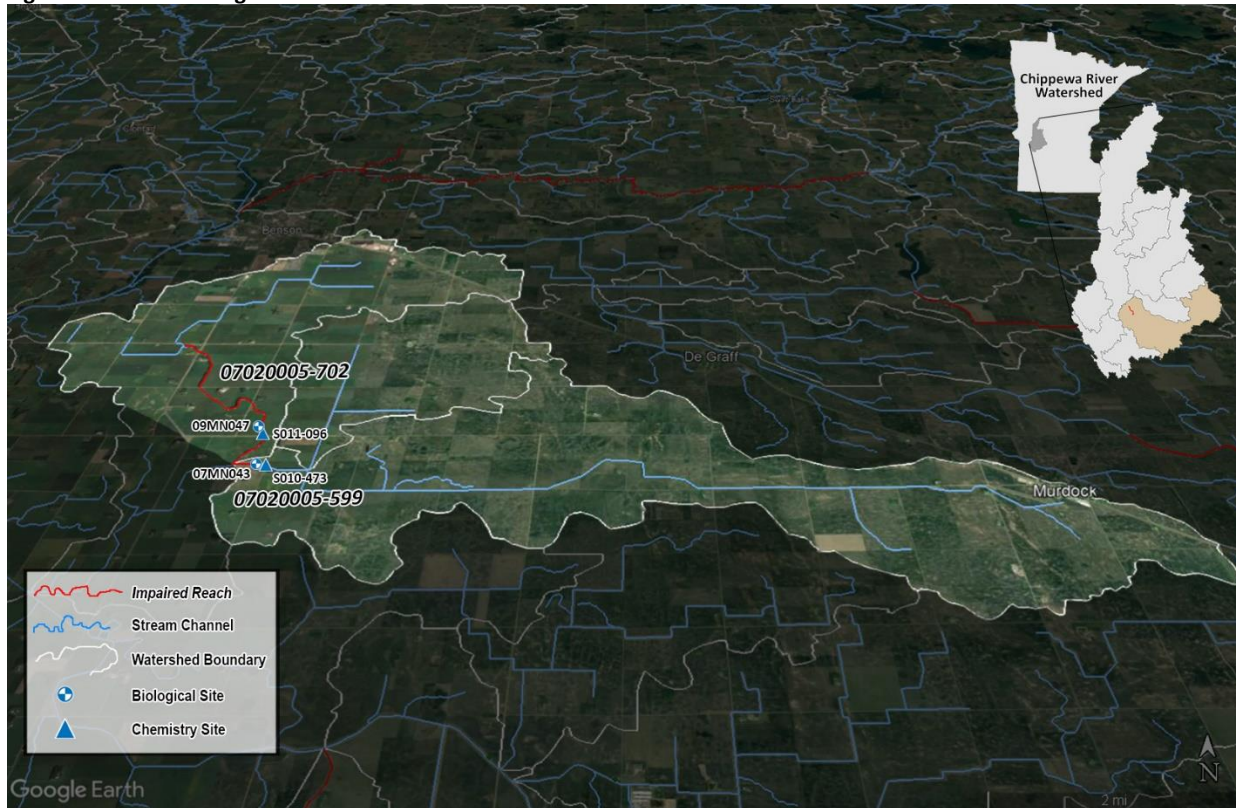 Chippewa River
Watershed
Benson
De Graff
07020005-702
09MN047
S011-096
07MN043
S010-473
07020005-599
Murdock
Impaired Reach
Stream Channel
Watershed Boundary
Biological Site
Chemistry Site
N
Google Earth
2 mi